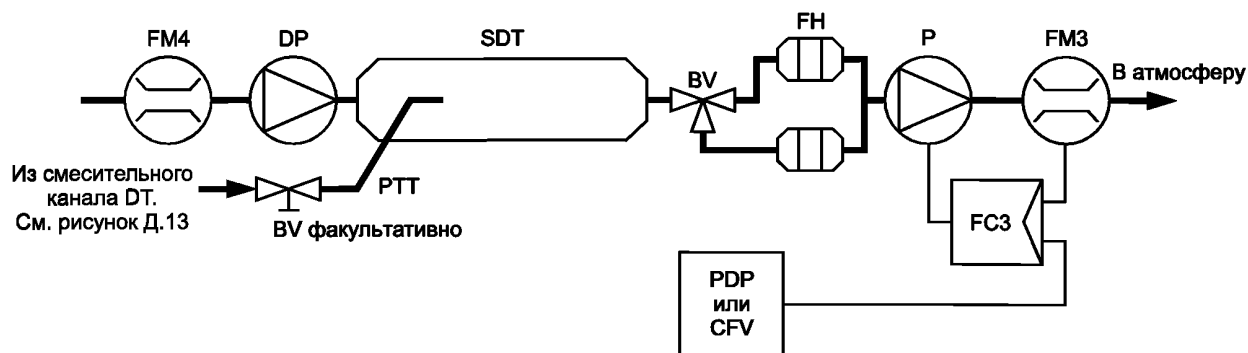 FM4
DP
SDT
BV
FH
P
FM3
В атмосферу
Из смесительного
канала DT.
См. рисунок Д.13
PTT
BV факультативно
FC3
PDP
или
CFV